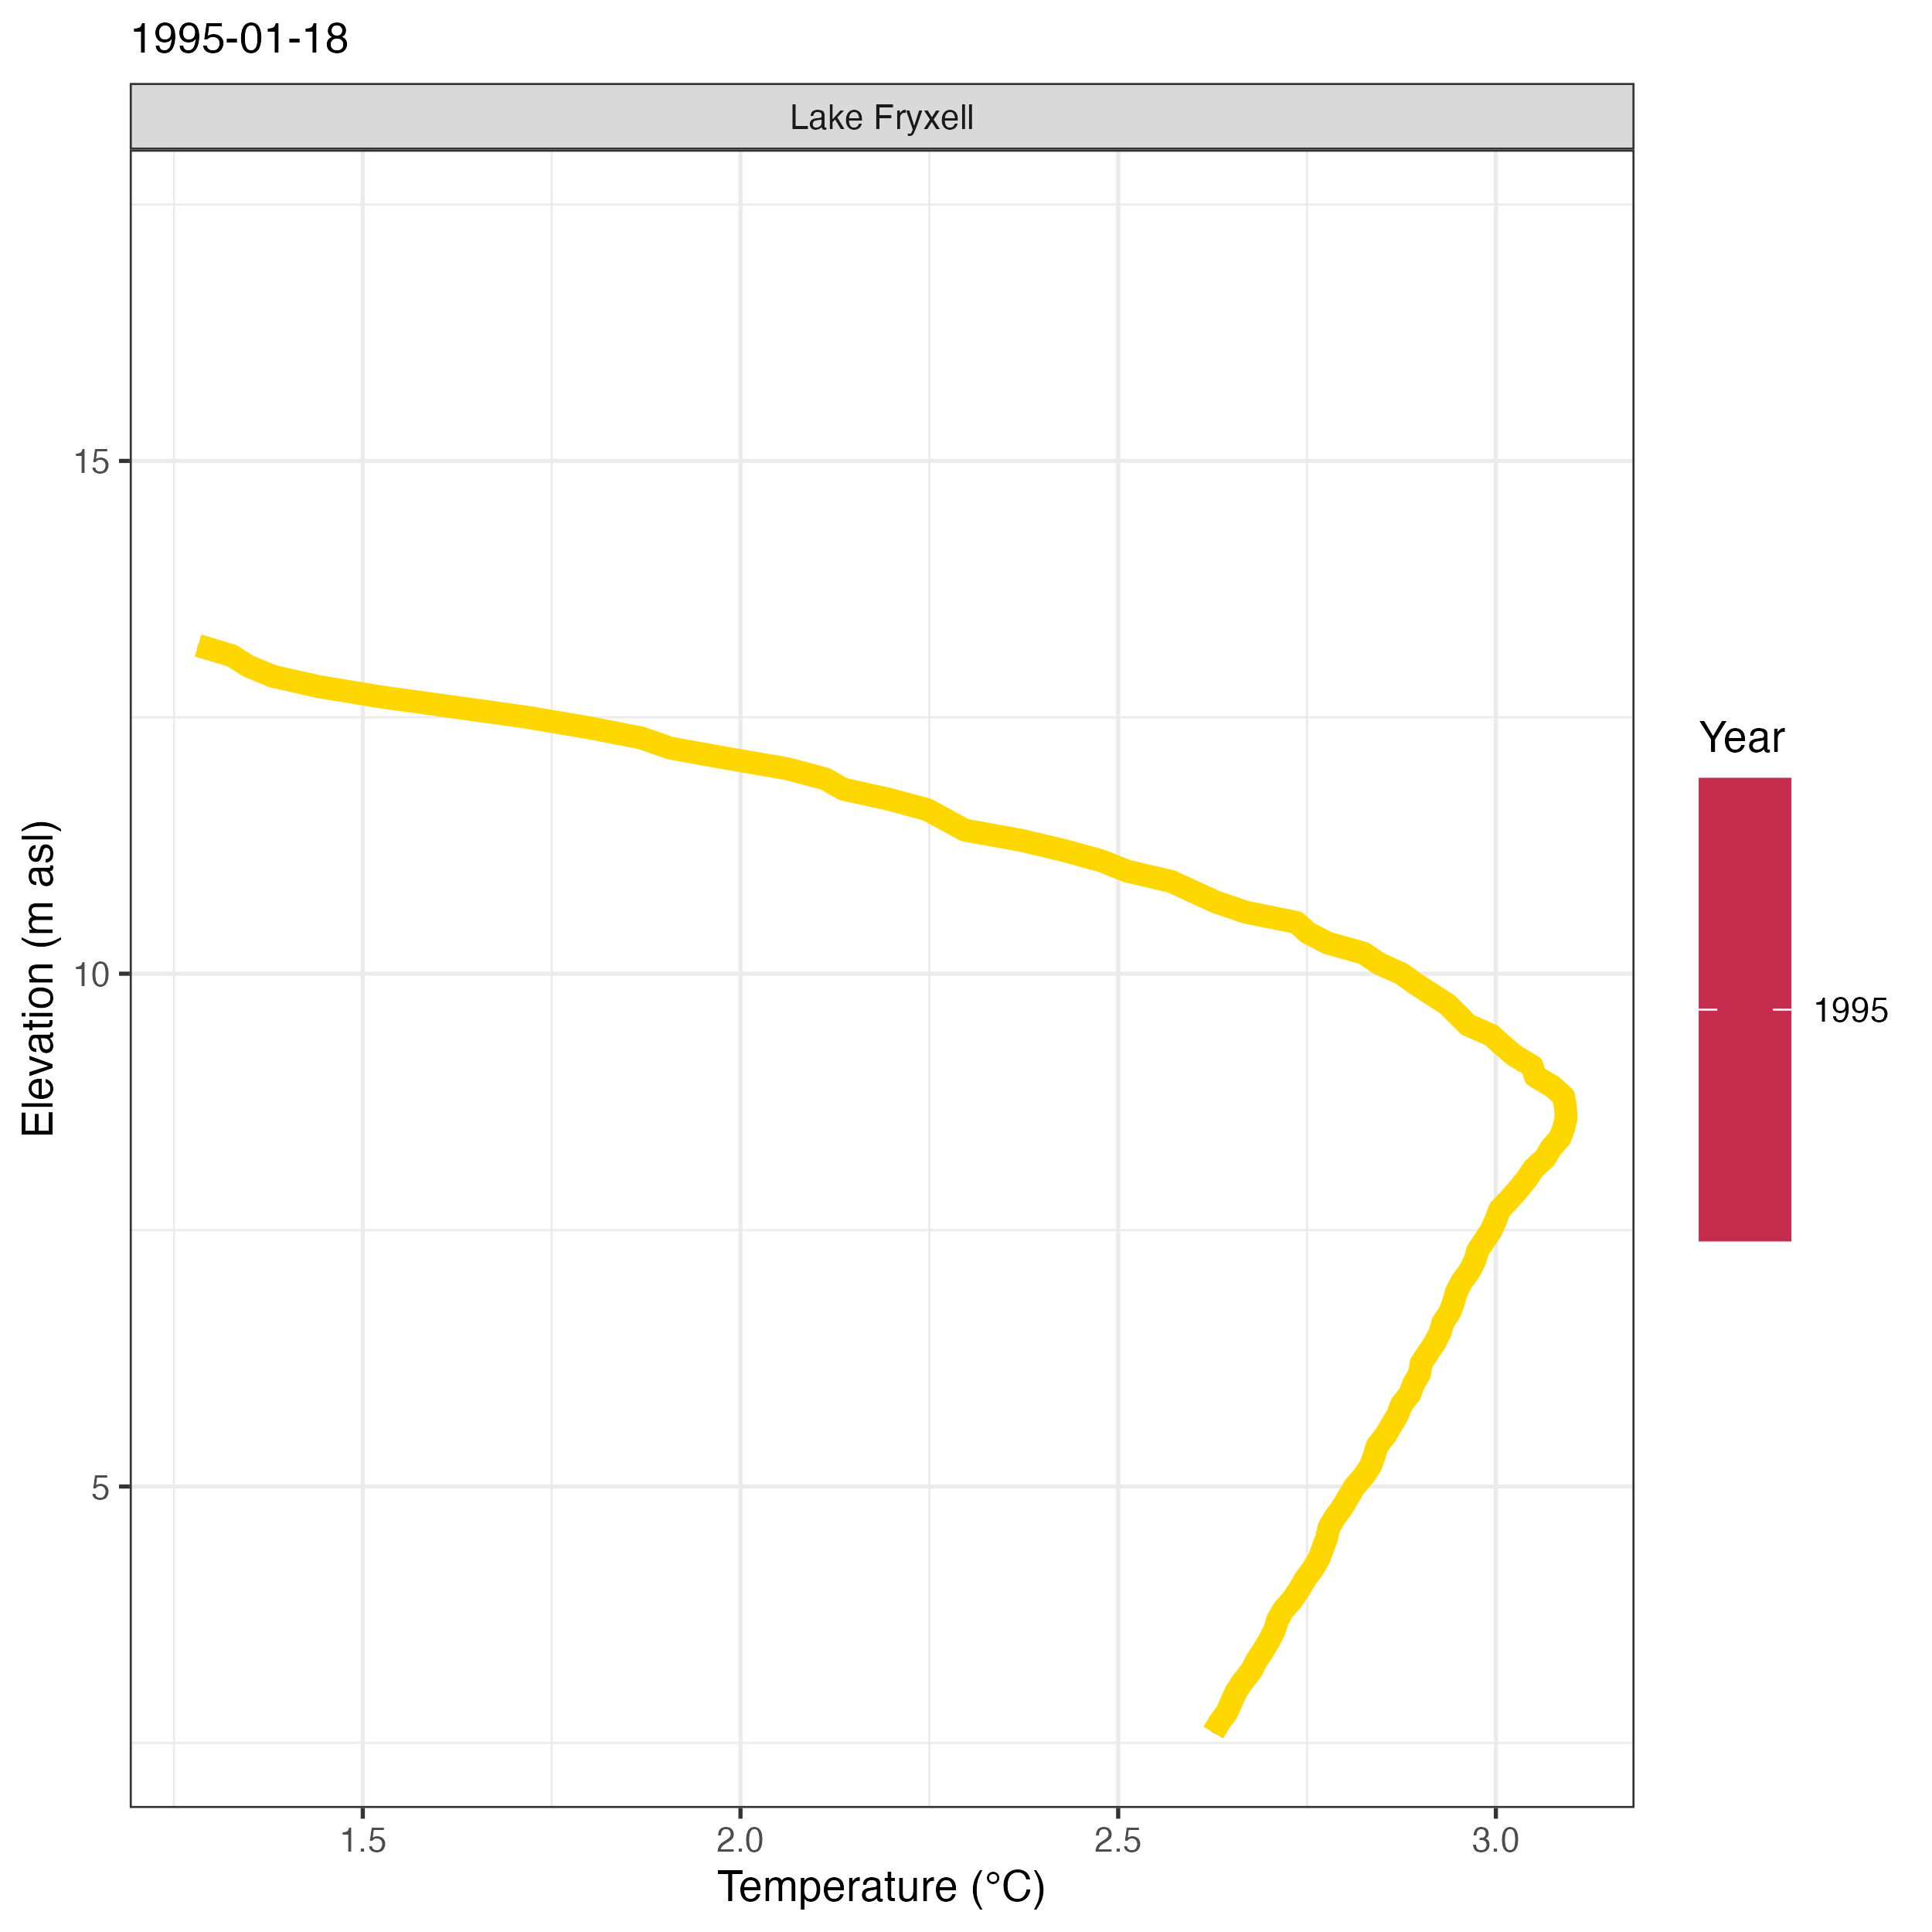 1995-01-18
Lake Fryxell
Elevation (m asl)
15
10
5
1.5 2.0 2.5 3.0
Temperature (°C)
Year
1995